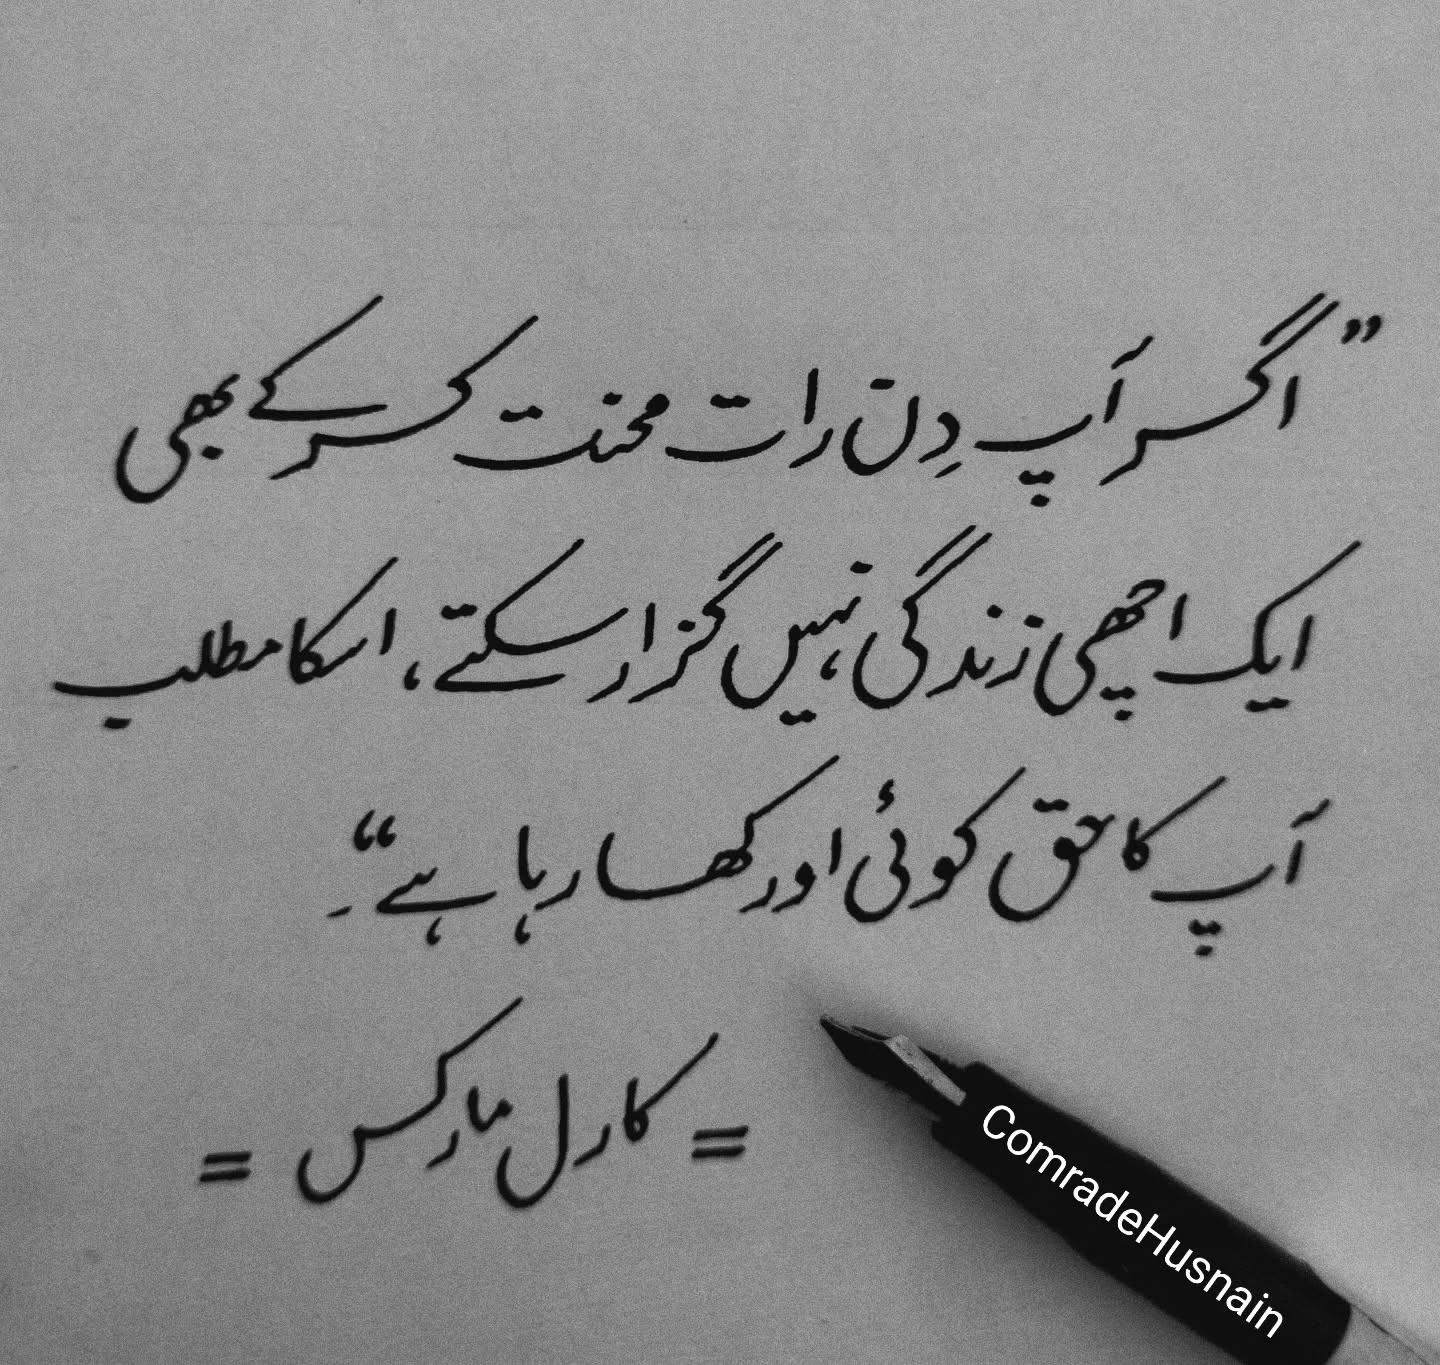 ”اگر آپ دِن رات محنت کر کے بھی
ایک اچھی زندگی نہیں گزار سکتے، اسکا مطلب
آپ کا حق کوئی اور کھا رہا ہے“۔
= کارل مارکس =
ComradeHusnain